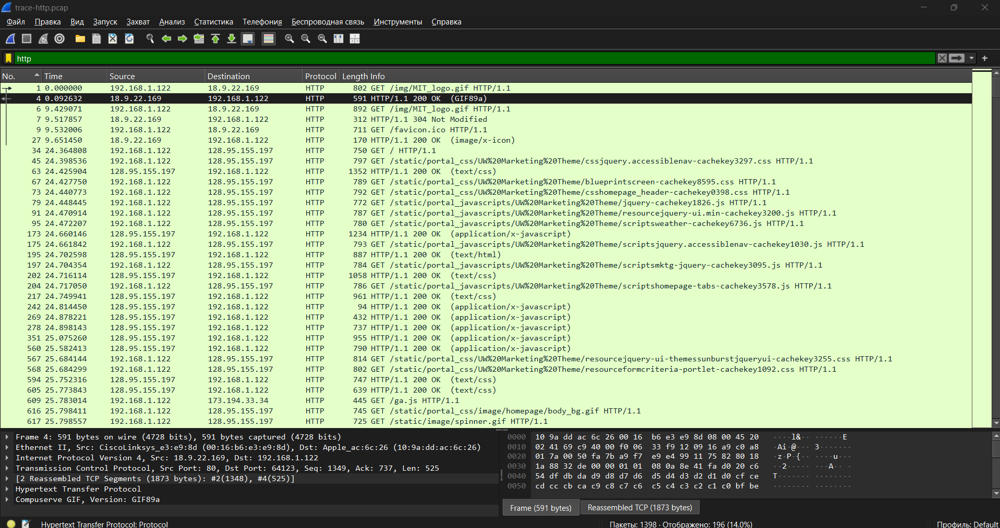 trace-http.pcap
Файл Правка Вид Запуск Захват Анализ Статистика Телефония Беспроводная связь Инструменты Справка
http
No. Time Source Destination Protocol Length Info
1 0.000000 192.168.1.122 18.9.22.169 HTTP 802 GET /img/MIT_logo.gif HTTP/1.1
4 0.092632 18.9.22.169 192.168.1.122 HTTP 591 HTTP/1.1 200 OK (GIF89a)
6 9.429071 192.168.1.122 18.9.22.169 HTTP 892 GET /img/MIT_logo.gif HTTP/1.1
7 9.517857 18.9.22.169 192.168.1.122 HTTP 312 HTTP/1.1 304 Not Modified
9 9.532006 192.168.1.122 18.9.22.169 HTTP 711 GET /favicon.ico HTTP/1.1
27 9.651450 18.9.22.169 192.168.1.122 HTTP 170 HTTP/1.1 200 OK (image/x-icon)
34 24.364808 192.168.1.122 128.95.155.197 HTTP 750 GET / HTTP/1.1
45 24.398536 192.168.1.122 128.95.155.197 HTTP 797 GET /static/portal_css/UW%20Marketing%20Theme/cssjquery.accessiblenav-cachekey3297.css HTTP/1.1
63 24.425904 128.95.155.197 192.168.1.122 HTTP 1352 HTTP/1.1 200 OK (text/css)
67 24.427750 192.168.1.122 128.95.155.197 HTTP 789 GET /static/portal_css/UW%20Marketing%20Theme/blueprintscreen-cachekey8595.css HTTP/1.1
73 24.440773 192.168.1.122 128.95.155.197 HTTP 792 GET /static/portal_css/UW%20Marketing%20Theme/csshomepage_header-cachekey0398.css HTTP/1.1
79 24.448445 192.168.1.122 128.95.155.197 HTTP 772 GET /static/portal_javascripts/UW%20Marketing%20Theme/jquery-cachekey1826.js HTTP/1.1
91 24.470914 192.168.1.122 128.95.155.197 HTTP 787 GET /static/portal_javascripts/UW%20Marketing%20Theme/resourcejquery-ui.min-cachekey3200.js HTTP/1.1
95 24.472207 192.168.1.122 128.95.155.197 HTTP 780 GET /static/portal_javascripts/UW%20Marketing%20Theme/scriptsweather-cachekey6736.js HTTP/1.1
173 24.660146 128.95.155.197 192.168.1.122 HTTP 1234 HTTP/1.1 200 OK (application/x-javascript)
175 24.661842 192.168.1.122 128.95.155.197 HTTP 793 GET /static/portal_javascripts/UW%20Marketing%20Theme/scriptsjquery.accessiblenav-cachekey1030.js HTTP/1.1
195 24.702598 128.95.155.197 192.168.1.122 HTTP 887 HTTP/1.1 200 OK (text/html)
197 24.704354 192.168.1.122 128.95.155.197 HTTP 784 GET /static/portal_javascripts/UW%20Marketing%20Theme/scriptsmktg-jquery-cachekey3095.js HTTP/1.1
202 24.716114 128.95.155.197 192.168.1.122 HTTP 1058 HTTP/1.1 200 OK (text/css)
204 24.717050 192.168.1.122 128.95.155.197 HTTP 786 GET /static/portal_javascripts/UW%20Marketing%20Theme/scriptshomepage-tabs-cachekey3578.js HTTP/1.1
217 24.749941 128.95.155.197 192.168.1.122 HTTP 961 HTTP/1.1 200 OK (text/css)
242 24.814450 128.95.155.197 192.168.1.122 HTTP 94 HTTP/1.1 200 OK (application/x-javascript)
269 24.878221 128.95.155.197 192.168.1.122 HTTP 432 HTTP/1.1 200 OK (application/x-javascript)
278 24.898143 128.95.155.197 192.168.1.122 HTTP 737 HTTP/1.1 200 OK (application/x-javascript)
351 25.075260 128.95.155.197 192.168.1.122 HTTP 955 HTTP/1.1 200 OK (application/x-javascript)
560 25.582413 128.95.155.197 192.168.1.122 HTTP 790 HTTP/1.1 200 OK (application/x-javascript)
567 25.684144 192.168.1.122 128.95.155.197 HTTP 814 GET /static/portal_css/UW%20Marketing%20Theme/resourcejquery-ui-themessunburstjqueryui-cachekey3255.css HTTP/1.1
568 25.684299 192.168.1.122 128.95.155.197 HTTP 802 GET /static/portal_css/UW%20Marketing%20Theme/resourceformcriteria-portlet-cachekey1092.css HTTP/1.1
594 25.752316 128.95.155.197 192.168.1.122 HTTP 747 HTTP/1.1 200 OK (text/css)
605 25.773843 128.95.155.197 192.168.1.122 HTTP 639 HTTP/1.1 200 OK (text/css)
609 25.783014 192.168.1.122 173.194.33.34 HTTP 445 GET /ga.js HTTP/1.1
616 25.798411 192.168.1.122 128.95.155.197 HTTP 745 GET /static/portal_css/image/homepage/body_bg.gif HTTP/1.1
617 25.798557 192.168.1.122 128.95.155.197 HTTP 725 GET /static/image/spinner.gif HTTP/1.1
Frame 4: 591 bytes on wire (4728 bits), 591 bytes captured (4728 bits)
Ethernet II, Src: CiscoLinksys_e3:e9:8d (00:16:b6:e3:e9:8d), Dst: Apple_ac:6c:26 (10:9a:dd:ac:6c:26)
Internet Protocol Version 4, Src: 18.9.22.169, Dst: 192.168.1.122
Transmission Control Protocol, Src Port: 80, Dst Port: 64123, Seq: 1349, Ack: 737, Len: 525
[2 Reassembled TCP Segments (1873 bytes): #2(1348), #4(525)]
Hypertext Transfer Protocol
Compuserve GIF, Version: GIF89a
0000 10 9a dd ac 6c 26 00 16 b6 e3 e9 8d 08 00 45 20 ····l&·· ······E
0010 02 41 69 c9 40 00 f0 06 33 f9 12 09 16 a9 c0 a8 ·Ai·@··· 3·······
0020 01 7a 00 50 fa 7b a9 f7 e9 e4 99 11 75 82 80 18 ·z·P·{·· ····u···
0030 1a 88 32 de 00 00 01 01 08 0a 8e 41 fa d0 20 c6 ··2····· ···A·· ·
0040 54 df db da d9 d8 d7 d6 d5 d4 d3 d2 d1 d0 cf ce T······· ········
0050 cd cc cb ca c9 c8 c7 c6 c5 c4 c3 c2 c1 c0 bf be ········ ········
Frame (591 bytes) Reassembled TCP (1873 bytes)
Hypertext Transfer Protocol: Protocol Пакеты: 1398 · Отображено: 196 (14.0%) Профиль: Default